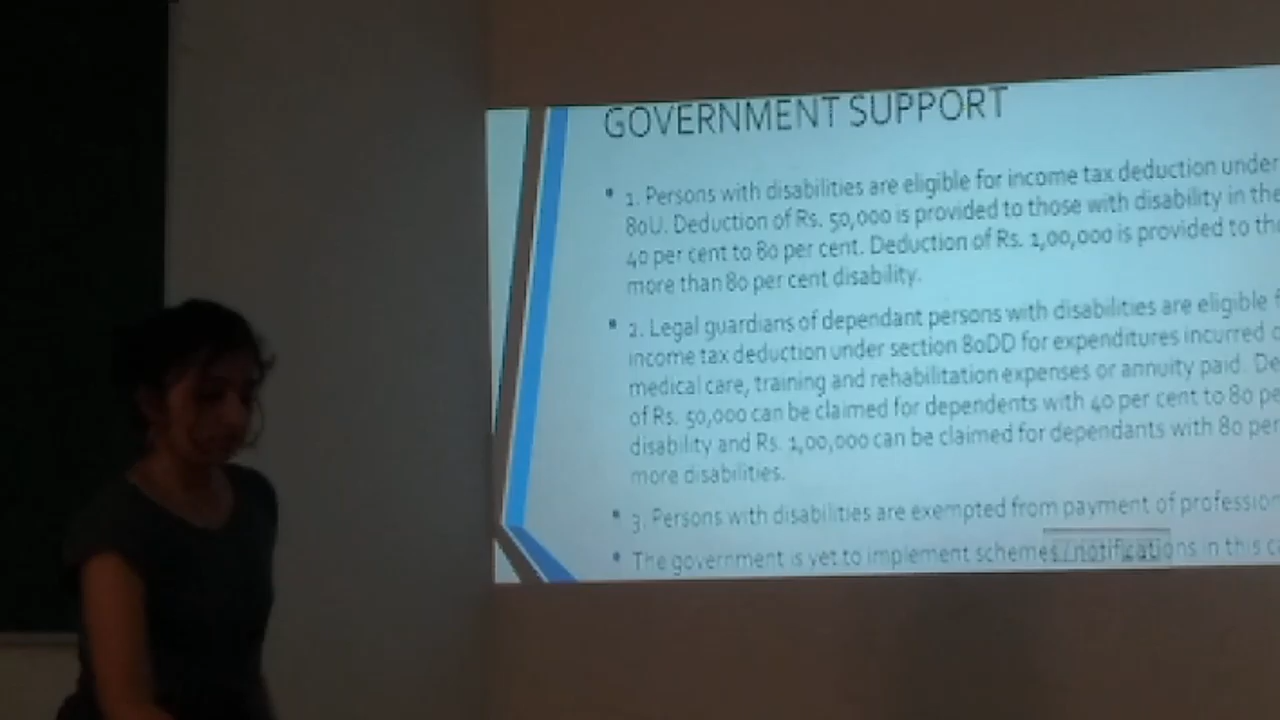 GOVERNMENT SUPPORT
• 1. Persons with disabilities are eligible for income tax deduction under
80U. Deduction of Rs. 50,000 is provided to those with disability in the
40 per cent to 80 per cent. Deduction of Rs. 1,00,000 is provided to
more than 80 per cent disability.
• 2. Legal guardians of dependant persons with disabilities are eligible
income tax deduction under section 80DD for expenditures incurred
medical care, training and rehabilitation expenses or annuity paid.
of Rs. 50,000 can be claimed for dependents with 40 per cent to 80
disability and Rs. 1,00,000 can be claimed for dependants with 80 per
more disabilities.
• 3. Persons with disabilities are exempted from payment of profession
• The government is yet to implement schemes/notifications in this